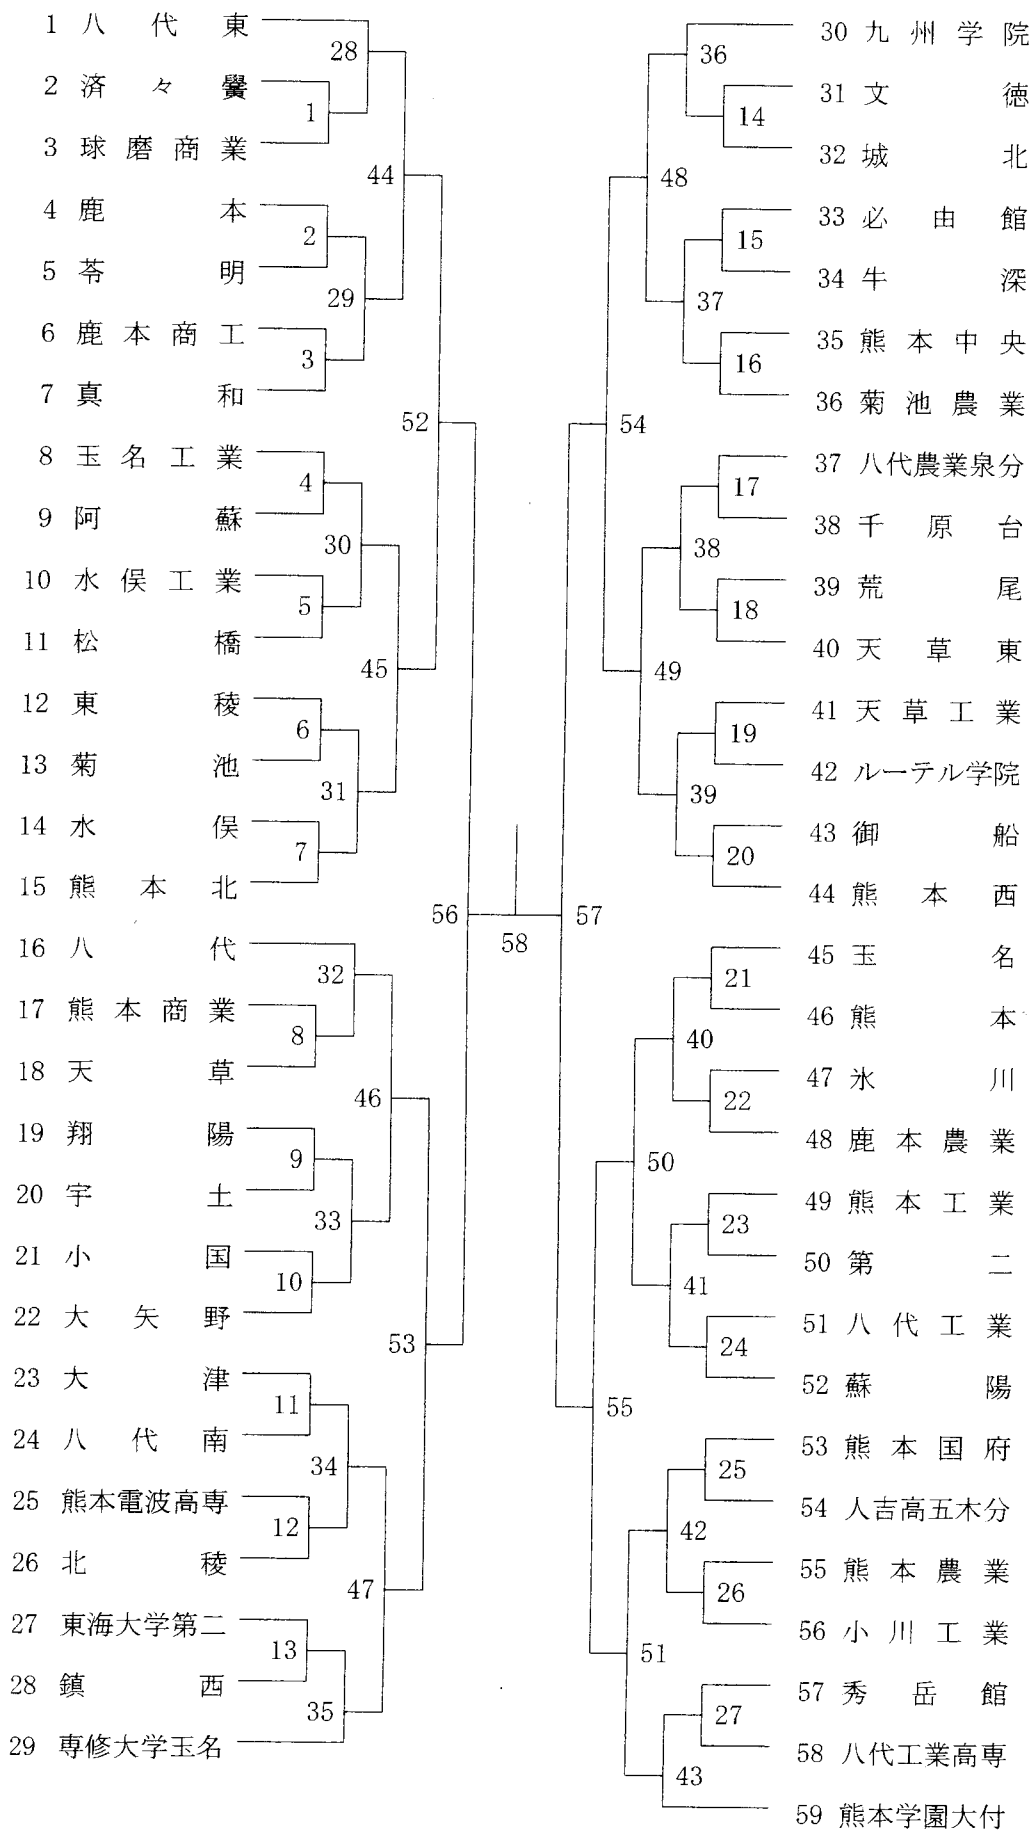 1 八代東
2 済々黌
3 球磨商業
4 鹿本
5 苓明
6 鹿本商工
7 真和
8 玉名工業
9 阿蘇
10 水俣工業
11 松橋
12 東稜
13 菊池
14 水俣
15 熊本北
16 八代
17 熊本商業
18 天草
19 翔陽
20 宇土
21 小国
22 大矢野
23 大津
24 八代南
25 熊本電波高専
26 北稜
27 東海大学第二
28 鎮西
29 専修大学玉名
28
1
44
2
29
3
52
4
30
5
45
6
31
7
56
32
8
46
9
33
10
53
11
34
12
47
13
35
58
36
14
48
15
37
16
54
17
38
18
49
19
39
20
57
21
40
22
50
23
41
24
55
25
42
26
51
27
43
30 九州学院
31 文徳
32 城北
33 必由館
34 牛深
35 熊本中央
36 菊池農業
37 八代農業泉分
38 千原台
39 荒尾
40 天草東
41 天草工業
42 ルーテル学院
43 御船
44 熊本西
45 玉名
46 熊本
47 氷川
48 鹿本農業
49 熊本工業
50 第二
51 八代工業
52 蘇陽
53 熊本国府
54 人吉高五木分
55 熊本農業
56 小川工業
57 秀岳館
58 八代工業高専
59 熊本学園大付